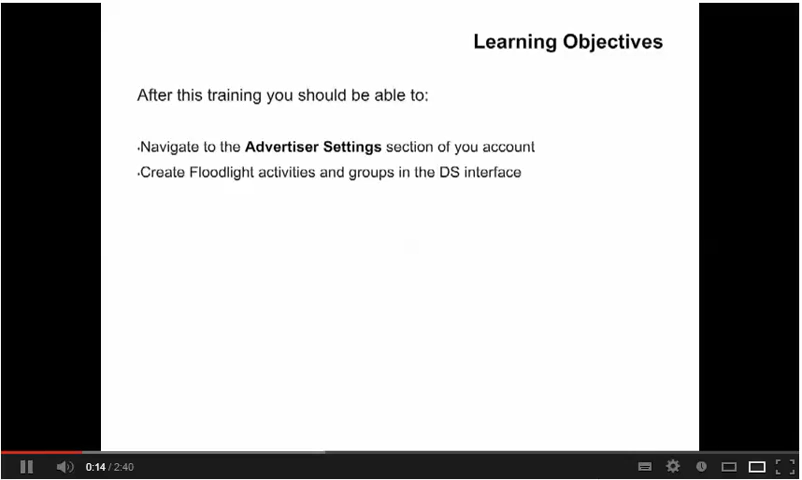 Learning Objectives
After this training you should be able to:
·Navigate to the Advertiser Settings section of you account
·Create Floodlight activities and groups in the DS interface
0:14 / 2:40